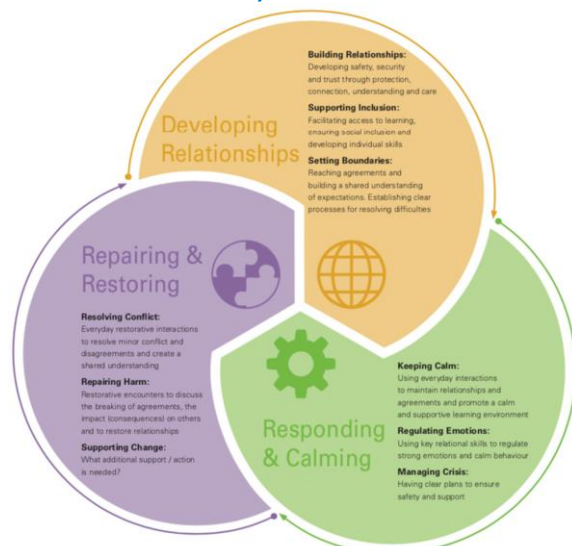 Developing
Relationships
Building Relationships:
Developing safety, security
and trust through protection,
connection, understanding and care
Supporting Inclusion:
Facilitating access to learning,
ensuring social inclusion and
developing individual skills
Setting Boundaries:
Reaching agreements and
building a shared understanding
of expectations. Establishing clear
processes for resolving difficulties
Responding
& Calming
Keeping Calm:
Using everyday interactions
to maintain relationships and
agreements and promote a calm
and supportive learning environment
Regulating Emotions:
Using key relational skills to regulate
strong emotions and calm behaviour
Managing Crisis:
Having clear plans to ensure
safety and support
Repairing &
Restoring
Resolving Conflict:
Everyday restorative interactions
to resolve minor conflict and
disagreements and create a
shared understanding
Repairing Harm:
Restorative encounters to discuss
the breaking of agreements, the
impact (consequences) on others
and to restore relationships
Supporting Change:
What additional support / action
is needed?